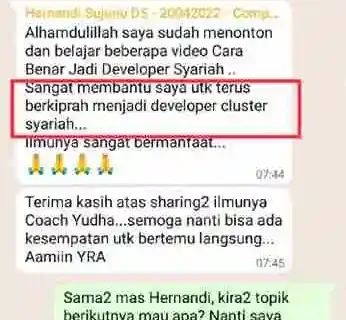 Hernandi Sujono DS - 20042022 - Comp...
Alhamdulillah saya sudah menonton
dan belajar beberapa video Cara
Benar Jadi Developer Syariah ..
Sangat membantu saya utk terus
berkiprah menjadi developer cluster
syariah...
Ilmunya sangat bermanfaat...
🙏🙏🙏🙏
07:44
Terima kasih atas sharing2 ilmunya
Coach Yudha...semoga nanti bisa ada
kesempatan utk bertemu langsung...
Aamiin YRA
07:45
Sama2 mas Hernandi, kira2 topik
berikutnya mau apa? Nanti saya